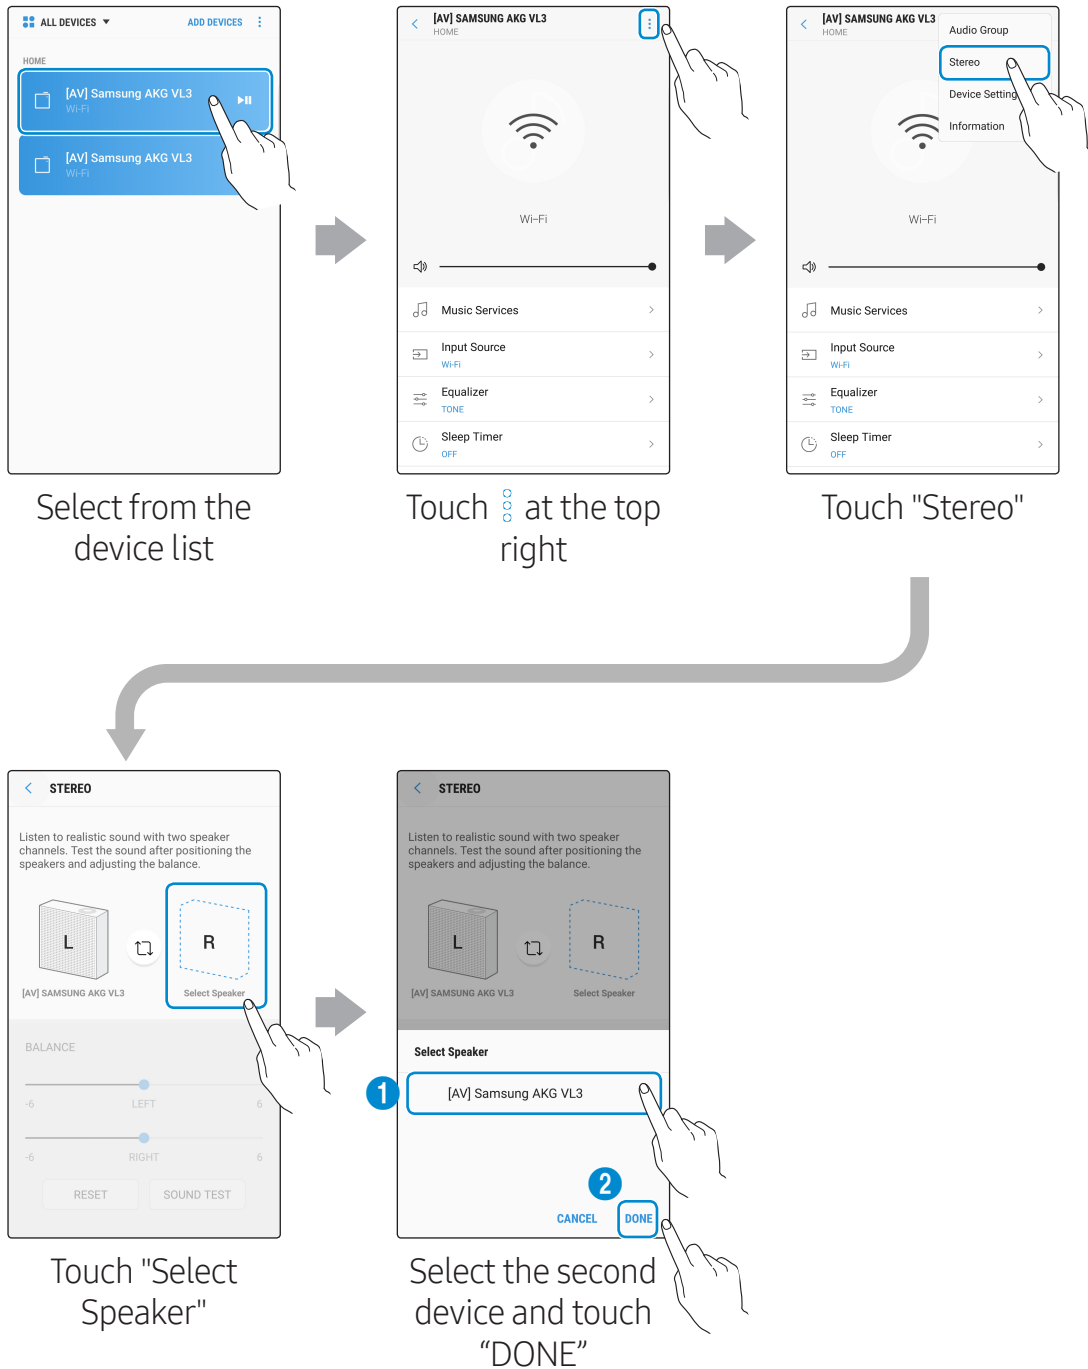 ALL DEVICES ▼ ADD DEVICES
HOME
[AV] Samsung AKG VL3
Wi-Fi
[AV] Samsung AKG VL3
Wi-Fi
Select from the
device list
[AV] SAMSUNG AKG VL3
HOME
Wi-Fi
Music Services
Input Source
Wi-Fi
Equalizer
TONE
Sleep Timer
OFF
Touch ⋮ at the top
right
[AV] SAMSUNG AKG VL3
HOME
Audio Group
Stereo
Device Setting
Information
Wi-Fi
Music Services
Input Source
Wi-Fi
Equalizer
TONE
Sleep Timer
OFF
Touch "Stereo"
STEREO
Listen to realistic sound with two speaker
channels. Test the sound after positioning the
speakers and adjusting the balance.
L R
[AV] SAMSUNG AKG VL3 Select Speaker
BALANCE
-6 LEFT 6
-6 RIGHT 6
RESET SOUND TEST
Touch "Select
Speaker"
STEREO
Listen to realistic sound with two speaker
channels. Test the sound after positioning the
speakers and adjusting the balance.
L R
[AV] SAMSUNG AKG VL3 Select Speaker
Select Speaker
1 [AV] Samsung AKG VL3
2
CANCEL DONE
Select the second
device and touch
“DONE”